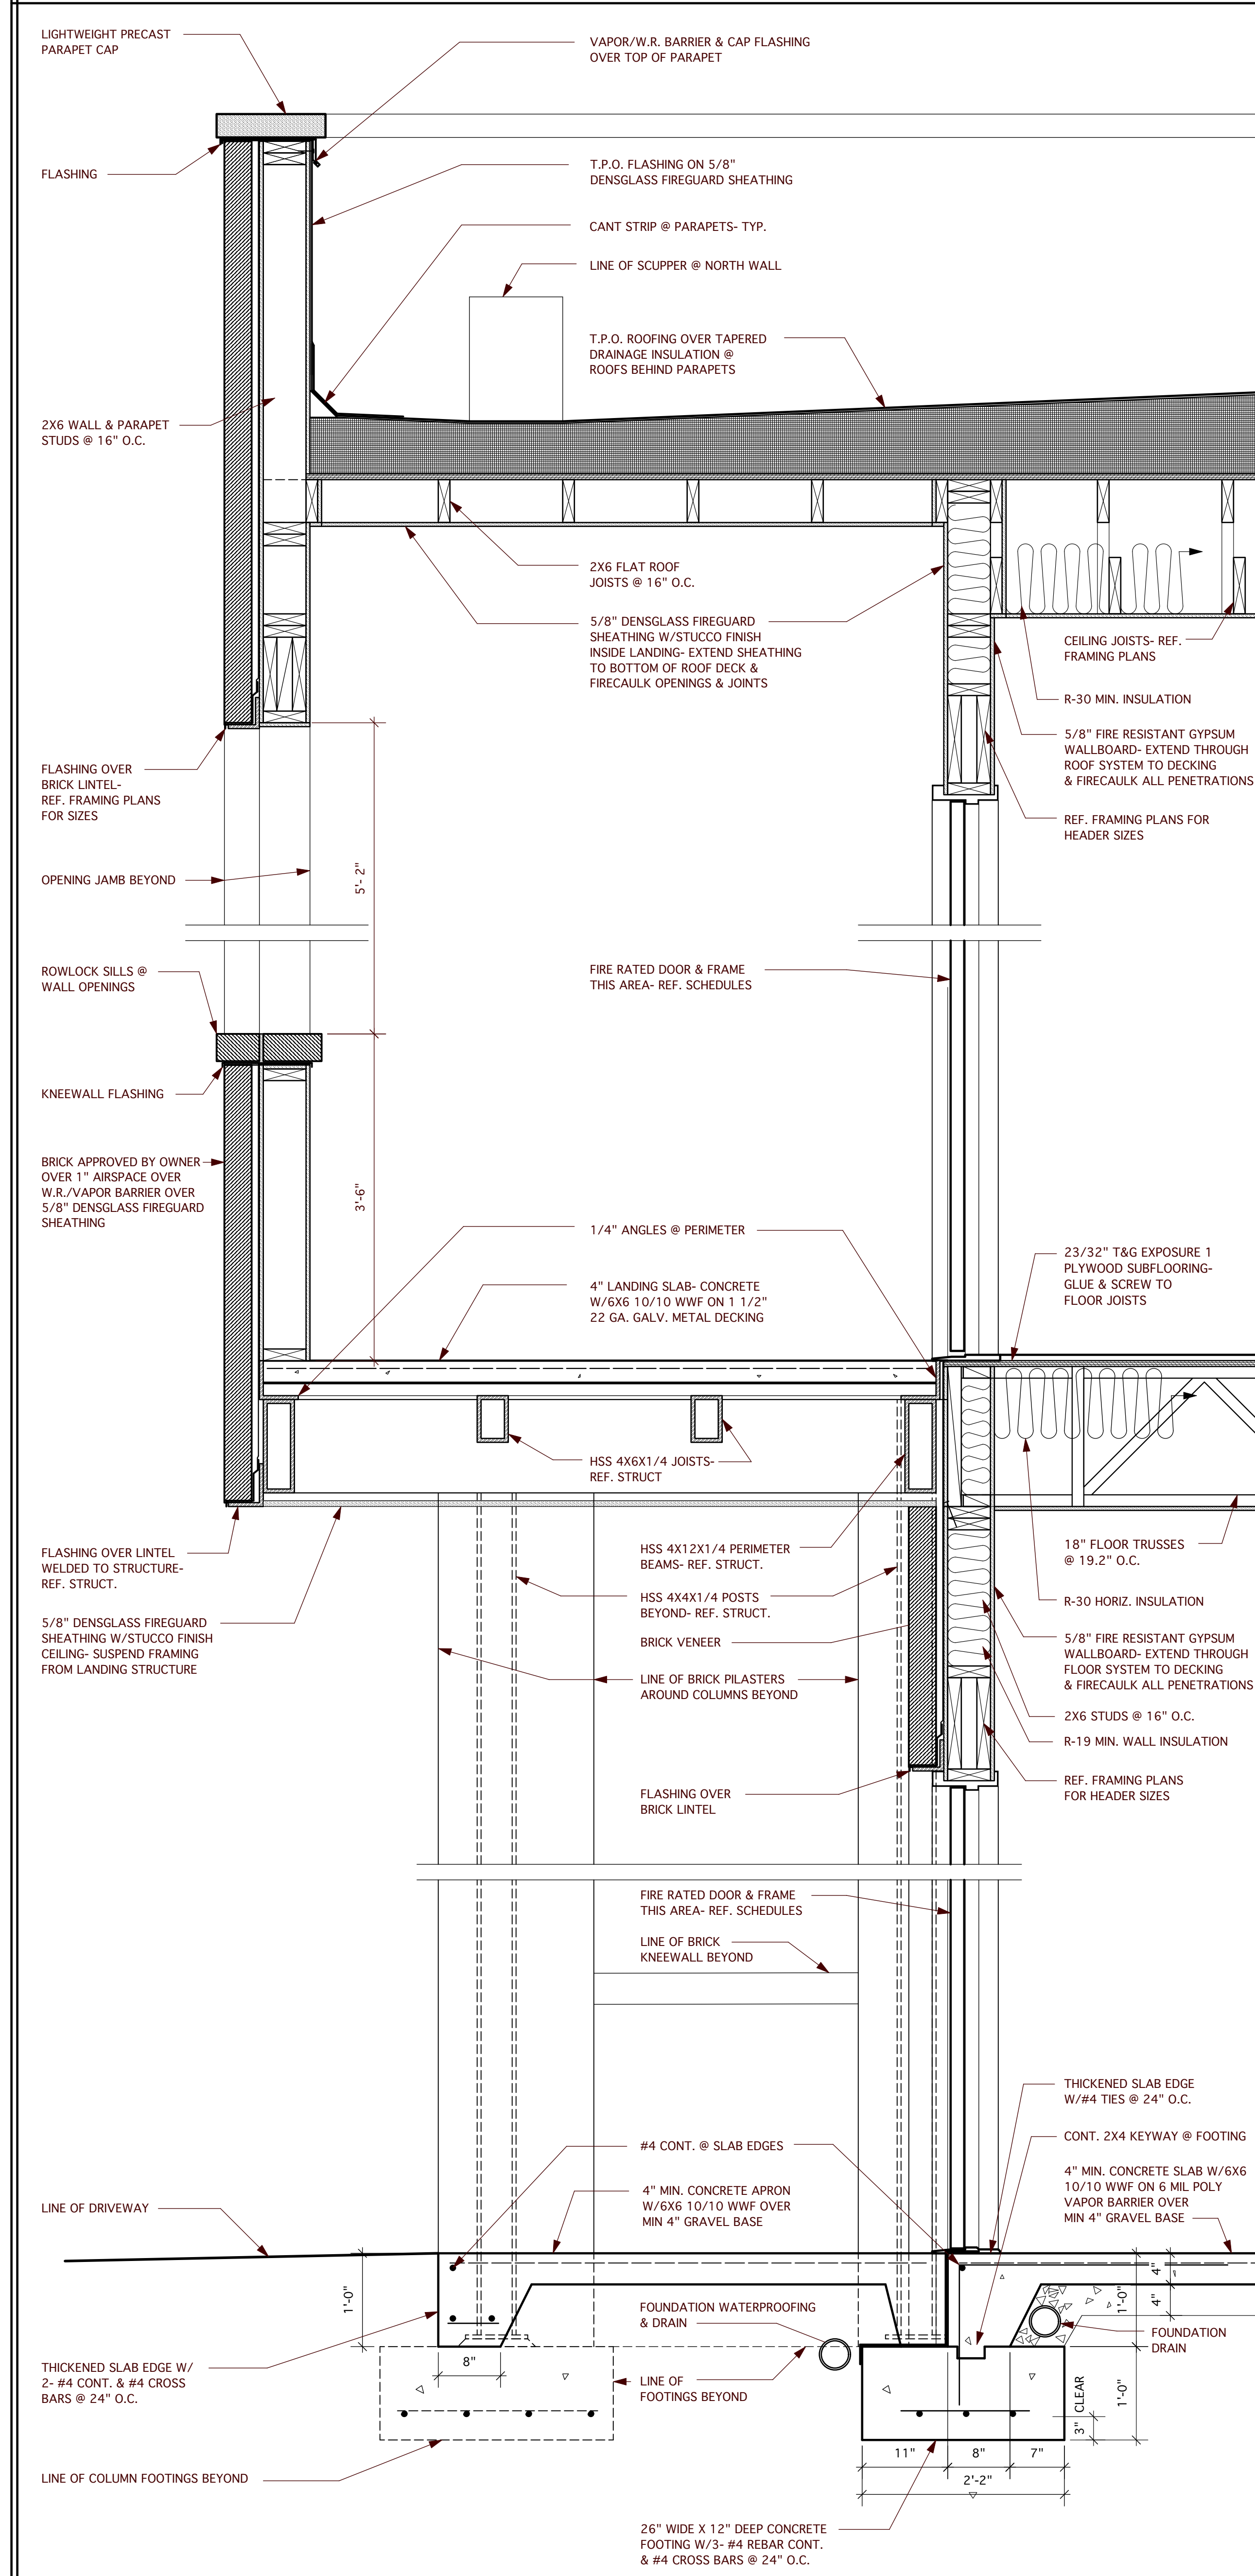 LIGHTWEIGHT PRECAST
PARAPET CAP
VAPOR/W.R. BARRIER & CAP FLASHING
OVER TOP OF PARAPET
FLASHING
T.P.O. FLASHING ON 5/8"
DENSGLASS FIREGUARD SHEATHING
CANT STRIP @ PARAPETS- TYP.
LINE OF SCUPPER @ NORTH WALL
T.P.O. ROOFING OVER TAPERED
DRAINAGE INSULATION @
ROOFS BEHIND PARAPETS
2X6 WALL & PARAPET
STUDS @ 16" O.C.
2X6 FLAT ROOF
JOISTS @ 16" O.C.
5/8" DENSGLASS FIREGUARD
SHEATHING W/STUCCO FINISH
INSIDE LANDING- EXTEND SHEATHING
TO BOTTOM OF ROOF DECK &
FIRECAULK OPENINGS & JOINTS
CEILING JOISTS- REF.
FRAMING PLANS
R-30 MIN. INSULATION
5/8" FIRE RESISTANT GYPSUM
WALLBOARD- EXTEND THROUGH
ROOF SYSTEM TO DECKING
& FIRECAULK ALL PENETRATIONS
REF. FRAMING PLANS FOR
HEADER SIZES
FLASHING OVER
BRICK LINTEL-
REF. FRAMING PLANS
FOR SIZES
OPENING JAMB BEYOND
5'- 2"
ROWLOCK SILLS @
WALL OPENINGS
FIRE RATED DOOR & FRAME
THIS AREA- REF. SCHEDULES
KNEEWALL FLASHING
BRICK APPROVED BY OWNER
OVER 1" AIRSPACE OVER
W.R./VAPOR BARRIER OVER
5/8" DENSGLASS FIREGUARD
SHEATHING
3'-6"
1/4" ANGLES @ PERIMETER
4" LANDING SLAB- CONCRETE
W/6X6 10/10 WWF ON 1 1/2"
22 GA. GALV. METAL DECKING
23/32" T&G EXPOSURE 1
PLYWOOD SUBFLOORING-
GLUE & SCREW TO
FLOOR JOISTS
HSS 4X6X1/4 JOISTS-
REF. STRUCT
FLASHING OVER LINTEL
WELDED TO STRUCTURE-
REF. STRUCT.
5/8" DENSGLASS FIREGUARD
SHEATHING W/STUCCO FINISH
CEILING- SUSPEND FRAMING
FROM LANDING STRUCTURE
HSS 4X12X1/4 PERIMETER
BEAMS- REF. STRUCT.
HSS 4X4X1/4 POSTS
BEYOND- REF. STRUCT.
BRICK VENEER
LINE OF BRICK PILASTERS
AROUND COLUMNS BEYOND
18" FLOOR TRUSSES
@ 19.2" O.C.
R-30 HORIZ. INSULATION
5/8" FIRE RESISTANT GYPSUM
WALLBOARD- EXTEND THROUGH
FLOOR SYSTEM TO DECKING
& FIRECAULK ALL PENETRATIONS
2X6 STUDS @ 16" O.C.
R-19 MIN. WALL INSULATION
REF. FRAMING PLANS
FOR HEADER SIZES
FLASHING OVER
BRICK LINTEL
FIRE RATED DOOR & FRAME
THIS AREA- REF. SCHEDULES
LINE OF BRICK
KNEEWALL BEYOND
THICKENED SLAB EDGE
W/#4 TIES @ 24" O.C.
CONT. 2X4 KEYWAY @ FOOTING
#4 CONT. @ SLAB EDGES
4" MIN. CONCRETE SLAB W/6X6
10/10 WWF ON 6 MIL POLY
VAPOR BARRIER OVER
MIN 4" GRAVEL BASE
4" MIN. CONCRETE APRON
W/6X6 10/10 WWF OVER
MIN 4" GRAVEL BASE
LINE OF DRIVEWAY
1'-0"
4"
1'-0"
4"
FOUNDATION WATERPROOFING
& DRAIN
FOUNDATION
DRAIN
THICKENED SLAB EDGE W/
2- #4 CONT. & #4 CROSS
BARS @ 24" O.C.
8"
LINE OF
FOOTINGS BEYOND
3" CLEAR
1'-0"
11"
8"
7"
2'-2"
LINE OF COLUMN FOOTINGS BEYOND
26" WIDE X 12" DEEP CONCRETE
FOOTING W/3- #4 REBAR CONT.
& #4 CROSS BARS @ 24" O.C.